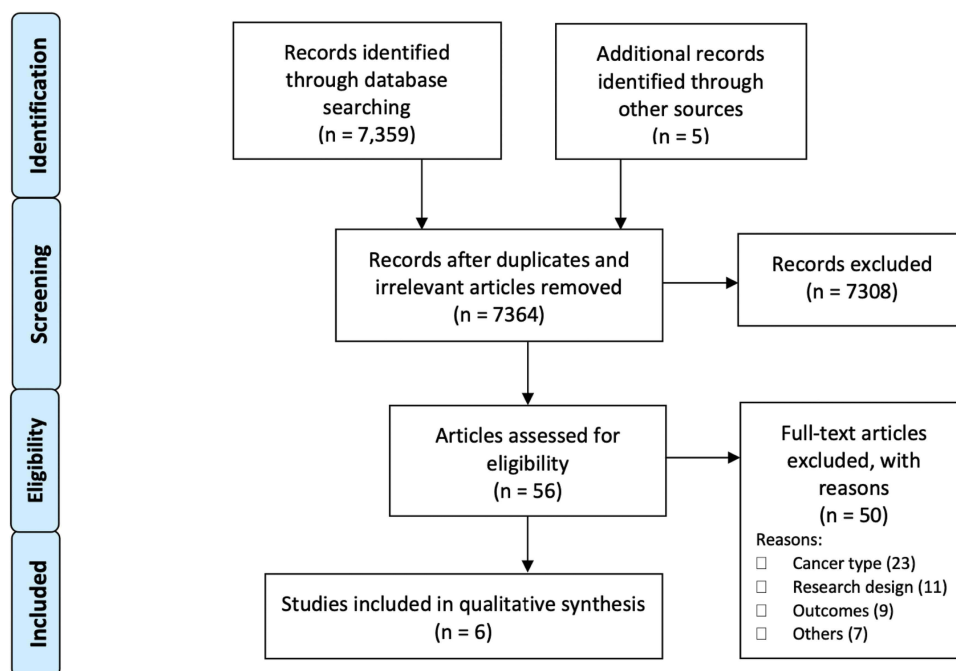 Identification
Records identified
through database
searching
(n = 7,359)
Additional records
identified through
other sources
(n = 5)
Screening
Records after duplicates and
irrelevant articles removed
(n = 7364)
Records excluded
(n = 7308)
Eligibility
Articles assessed for
eligibility
(n = 56)
Full-text articles
excluded, with
reasons
(n = 50)
Reasons:
Cancer type (23)
Research design (11)
Outcomes (9)
Others (7)
Included
Studies included in qualitative synthesis
(n = 6)